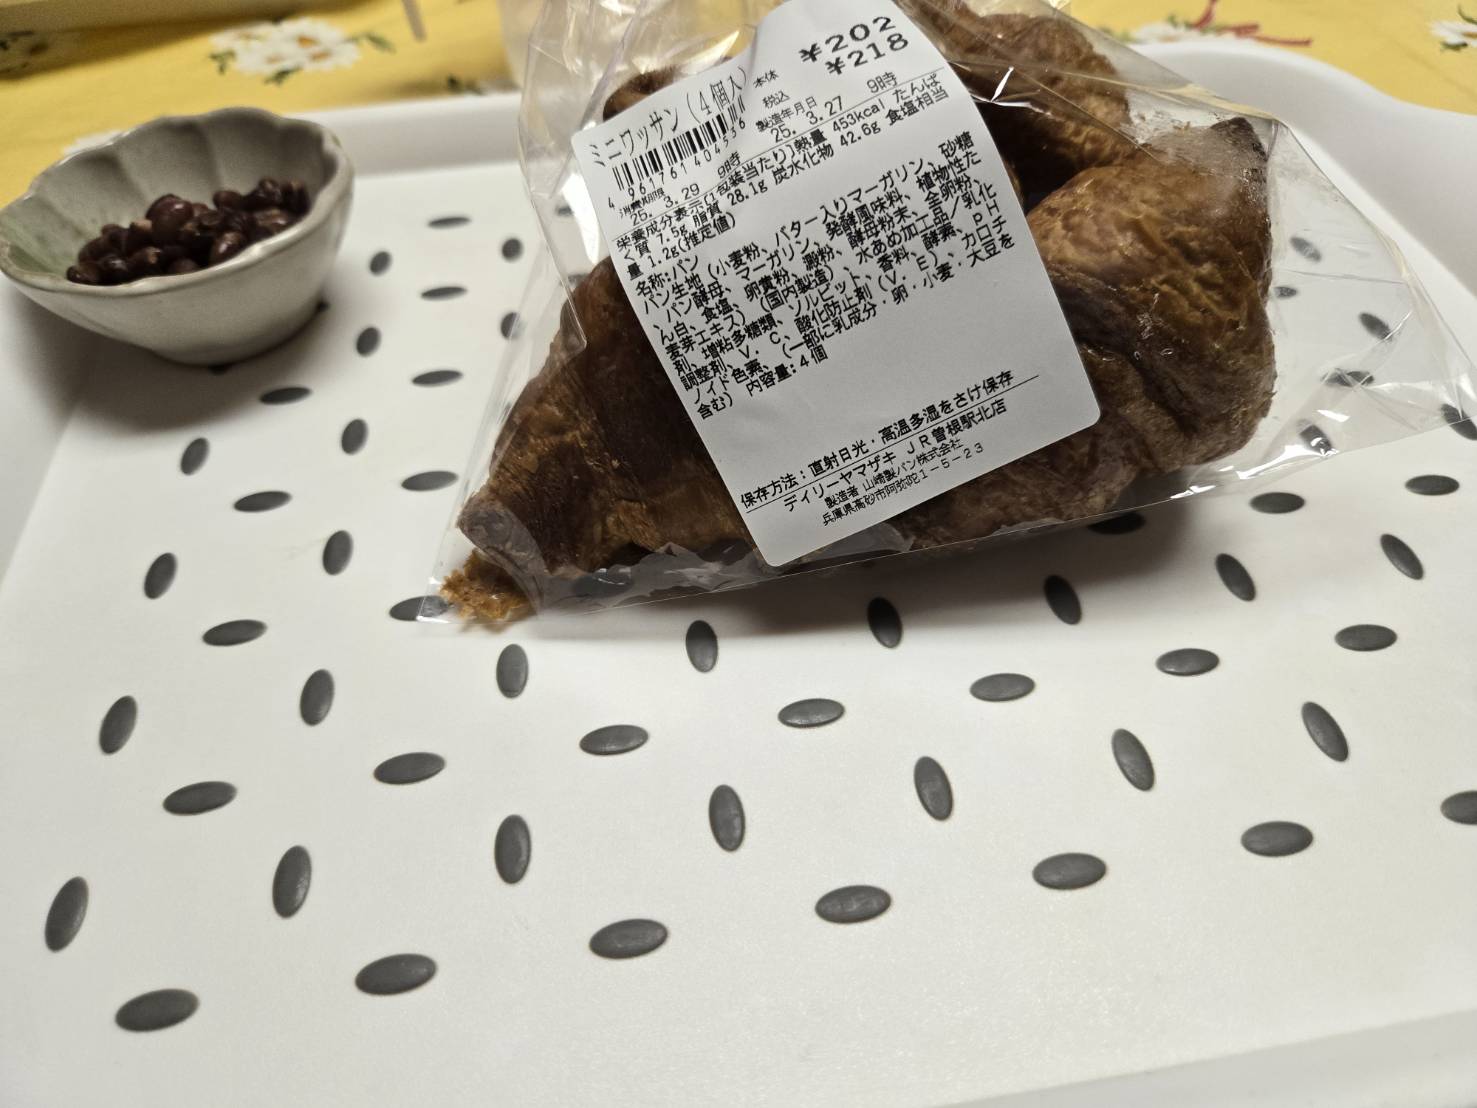 ミニワッサン(4個入)
本体 ¥202
税込 ¥218
製造年月日
25. 3.27 9時
消費期限
25. 3.29 9時
栄養成分表示(1包装当たり)熱量 453kcal たんぱ
く質 7.5g 脂質 28.1g 炭水化物 42.6g 食塩相当
量 1.2g(推定値)
名称:パン
パン生地(小麦粉、バター入りマーガリン、砂糖
、パン酵母、マーガリン、発酵風味料、植物性た
ん白、食塩、卵黄粉、澱粉、酵母粉末、全卵粉、
麦芽エキス)(国内製造)、水あめ加工品/乳化
剤、増粘多糖類、ソルビット、香料、酵素、pH
調整剤、V.C、酸化防止剤(V.E)、カロチ
ノイド色素、(一部に乳成分・卵・小麦・大豆を
含む) 内容量:4個
保存方法:直射日光・高温多湿をさけ保存
デイリーヤマザキ JR曽根駅北店
製造者 山崎製パン株式会社
兵庫県高砂市阿弥陀1-5-23